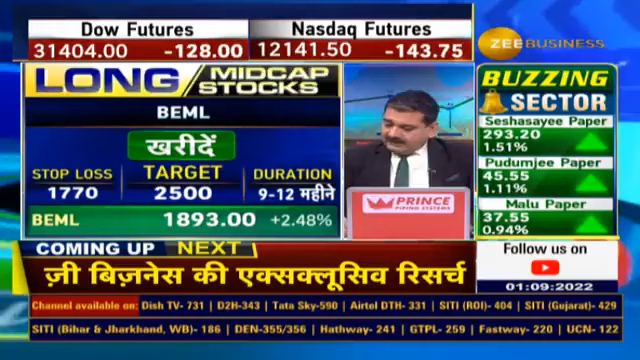 Dow Futures
31404.00 -128.00
Nasdaq Futures
12141.50 -143.75
ZEE BUSINESS
LONG / MIDCAP STOCKS
BEML
खरीदें
STOP LOSS
1770
TARGET
2500
DURATION
9-12 महीने
BEML 1893.00 +2.48%
PRINCE
PIPING SYSTEMS
BUZZING
SECTOR
Seshasayee Paper
293.20
1.51%
Pudumjee Paper
45.55
1.11%
Malu Paper
37.55
0.94%
COMING UP NEXT
ज़ी बिज़नेस की एक्सक्लूसिव रिसर्च
Follow us on
01:09:2022
Channel available on: Dish TV- 731 | D2H-343 | Tata Sky-590 | Airtel DTH- 331 | SITI (ROI)- 404 | SITI (Gujarat)- 429
SITI (Bihar & Jharkhand, WB)- 186 | DEN-355/356 | Hathway- 241 | GTPL- 259 | Fastway- 220 | UCN- 122